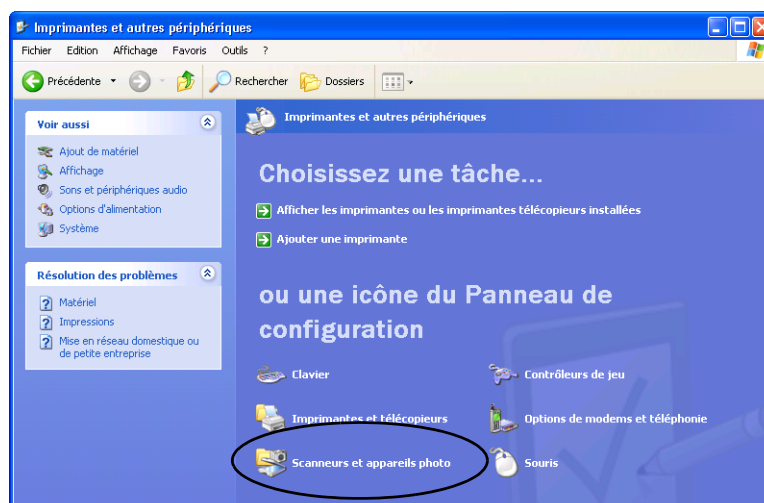 Imprimantes et autres périphériques
Fichier Edition Affichage Favoris Outils ?
Précédente Rechercher Dossiers
Voir aussi
Ajout de matériel
Affichage
Sons et périphériques audio
Options d'alimentation
Système
Résolution des problèmes
Matériel
Impressions
Mise en réseau domestique ou
de petite entreprise
Imprimantes et autres périphériques
Choisissez une tâche...
Afficher les imprimantes ou les imprimantes télécopieurs installées
Ajouter une imprimante
ou une icône du Panneau de
configuration
Clavier Contrôleurs de jeu
Imprimantes et télécopieurs Options de modems et téléphonie
Scanneurs et appareils photo Souris